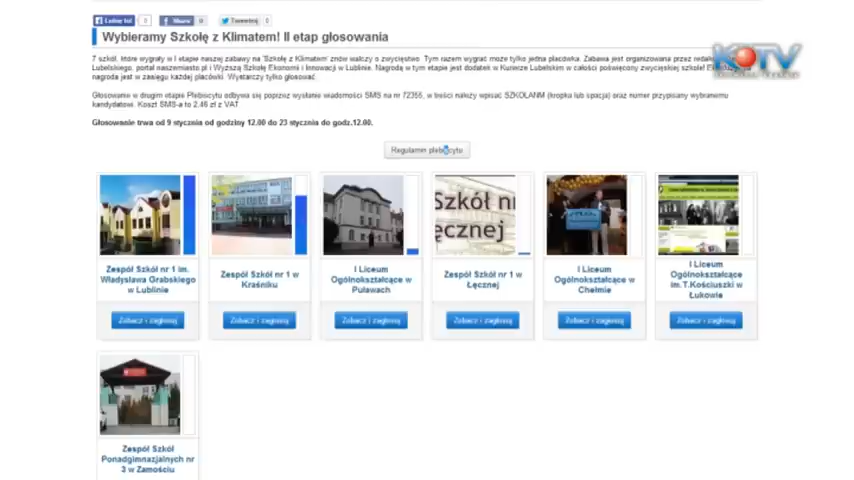 Lubię to! 0
Share 0
Tweetnij 0
Wybieramy Szkołę z Klimatem! II etap głosowania
7 szkół, które wygrały w I etapie naszej zabawy na 'Szkołę z Klimatem' znów walczy o zwycięstwo. Tym razem wygrać może tylko jedna placówka. Zabawa jest organizowana przez
Lubelskiego, portal naszemiasto.pl i Wyższą Szkołę Ekonomii i Innowacji w Lublinie. Nagrodą w tym etapie jest dodatek w Kurierze Lubelskim w całości poświęcony zwycięskiej szkole!
nagroda jest w zasięgu każdej placówki. Wystarczy tylko głosować.
Głosowanie w drugim etapie Plebiscytu odbywa się poprzez wysłanie wiadomości SMS na nr 72355, w treści należy wpisać SZKOLANM (kropka lub spacja) oraz numer przypisany wybranemu
kandydatowi. Koszt SMS-a to 2,46 zł z VAT
Głosowanie trwa od 9 stycznia od godziny 12.00 do 23 stycznia do godz.12.00.
KOTV
Regulamin plebiscytu
Szkół nr
ęcznej
Zespół Szkół nr 1 im.
Władysława Grabskiego
w Lublinie
Zobacz i zagłosuj
Zespół Szkół nr 1 w
Kraśniku
Zobacz i zagłosuj
I Liceum
Ogólnokształcące w
Puławach
Zobacz i zagłosuj
Zespół Szkół nr 1 w
Łęcznej
Zobacz i zagłosuj
I Liceum
Ogólnokształcące w
Chełmie
Zobacz i zagłosuj
I Liceum
Ogólnokształcące
im.T.Kościuszki w
Łukowie
Zobacz i zagłosuj
Zespół Szkół
Ponadgimnazjalnych nr
3 w Zamościu